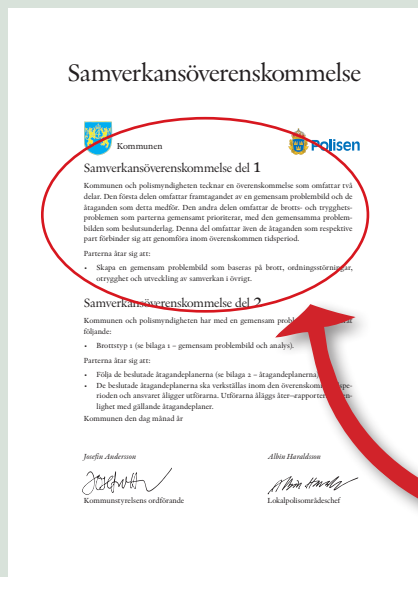 Samverkansöverenskommelse
Kommunen
Polisen
Samverkansöverenskommelse del 1
Kommunen och polismyndigheten tecknar en överenskommelse som omfattar två
delar. Den första delen omfattar framtagandet av en gemensam problembild och de
åtaganden som detta medför. Den andra delen omfattar de brotts- och trygghets-
problemen som parterna gemensamt prioriterar, med den gemensamma problem-
bilden som beslutsunderlag. Denna del omfattar även de åtaganden som respektive
part förbinder sig att genomföra inom överenskommen tidsperiod.
Parterna åtar sig att:
• Skapa en gemensam problembild som baseras på brott, ordningsstörningar,
otrygghet och utveckling av samverkan i övrigt.
Samverkansöverenskommelse del 2
Kommunen och polismyndigheten har med en gemensam
följande:
• Brottstyp 1 (se bilaga 1 – gemensam problembild och analys).
Parterna åtar sig att:
• Följa de beslutade åtagandeplanerna (se bilaga 2 – åtagandeplanerna
• De beslutade åtagandeplanerna ska verkställas inom den
rioden och ansvaret åligger utförarna. Utförarna åläggs åter-rapporter
lighet med gällande åtagandeplaner.
Kommunen den dag månad år
Josefin Andersson
Albin Haraldsson
Kommunstyrelsens ordförande
Lokalpolisområdeschef